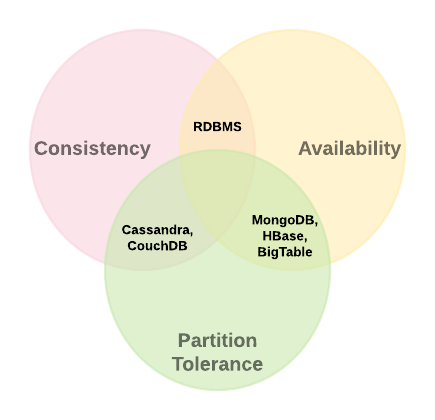 RDBMS
Consistency
Availability
Cassandra,
CouchDB
MongoDB,
HBase,
BigTable
Partition
Tolerance